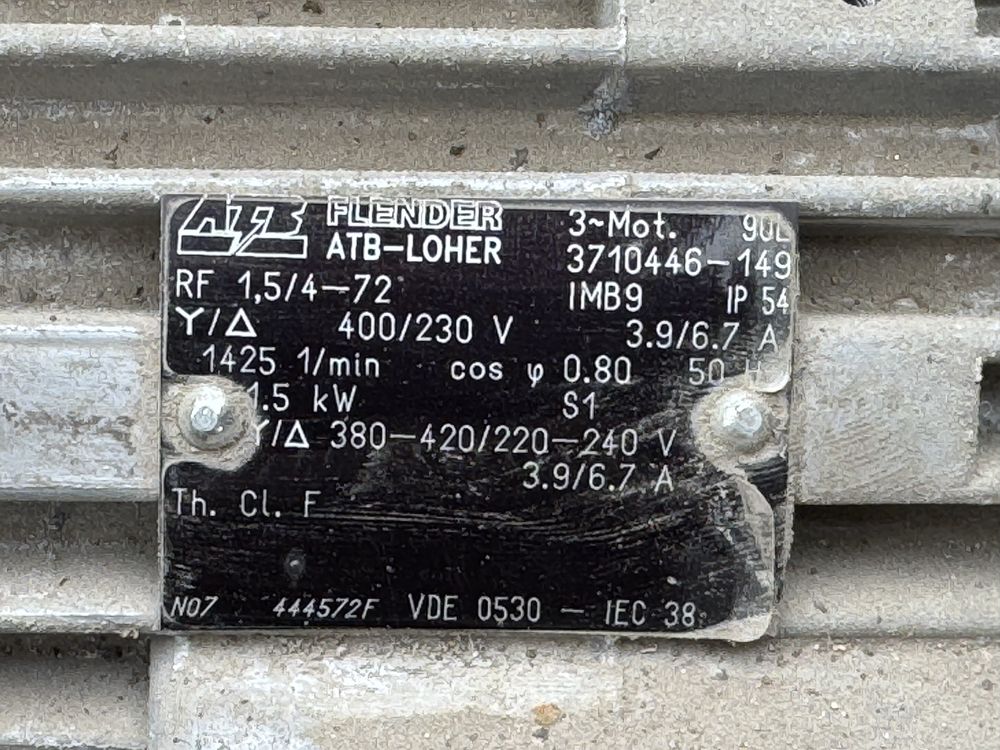 ATB FLENDER 3~Mot. 90L
ATB-LOHER 3710446-149
RF 1,5/4-72 IMB9 IP 54
Y/Δ 400/230 V 3.9/6.7 A
1425 1/min cos φ 0.80 50 H
1.5 kW S1
Y/Δ 380-420/220-240 V
3.9/6.7 A
Th. Cl. F
N07 444572F VDE 0530 - IEC 38